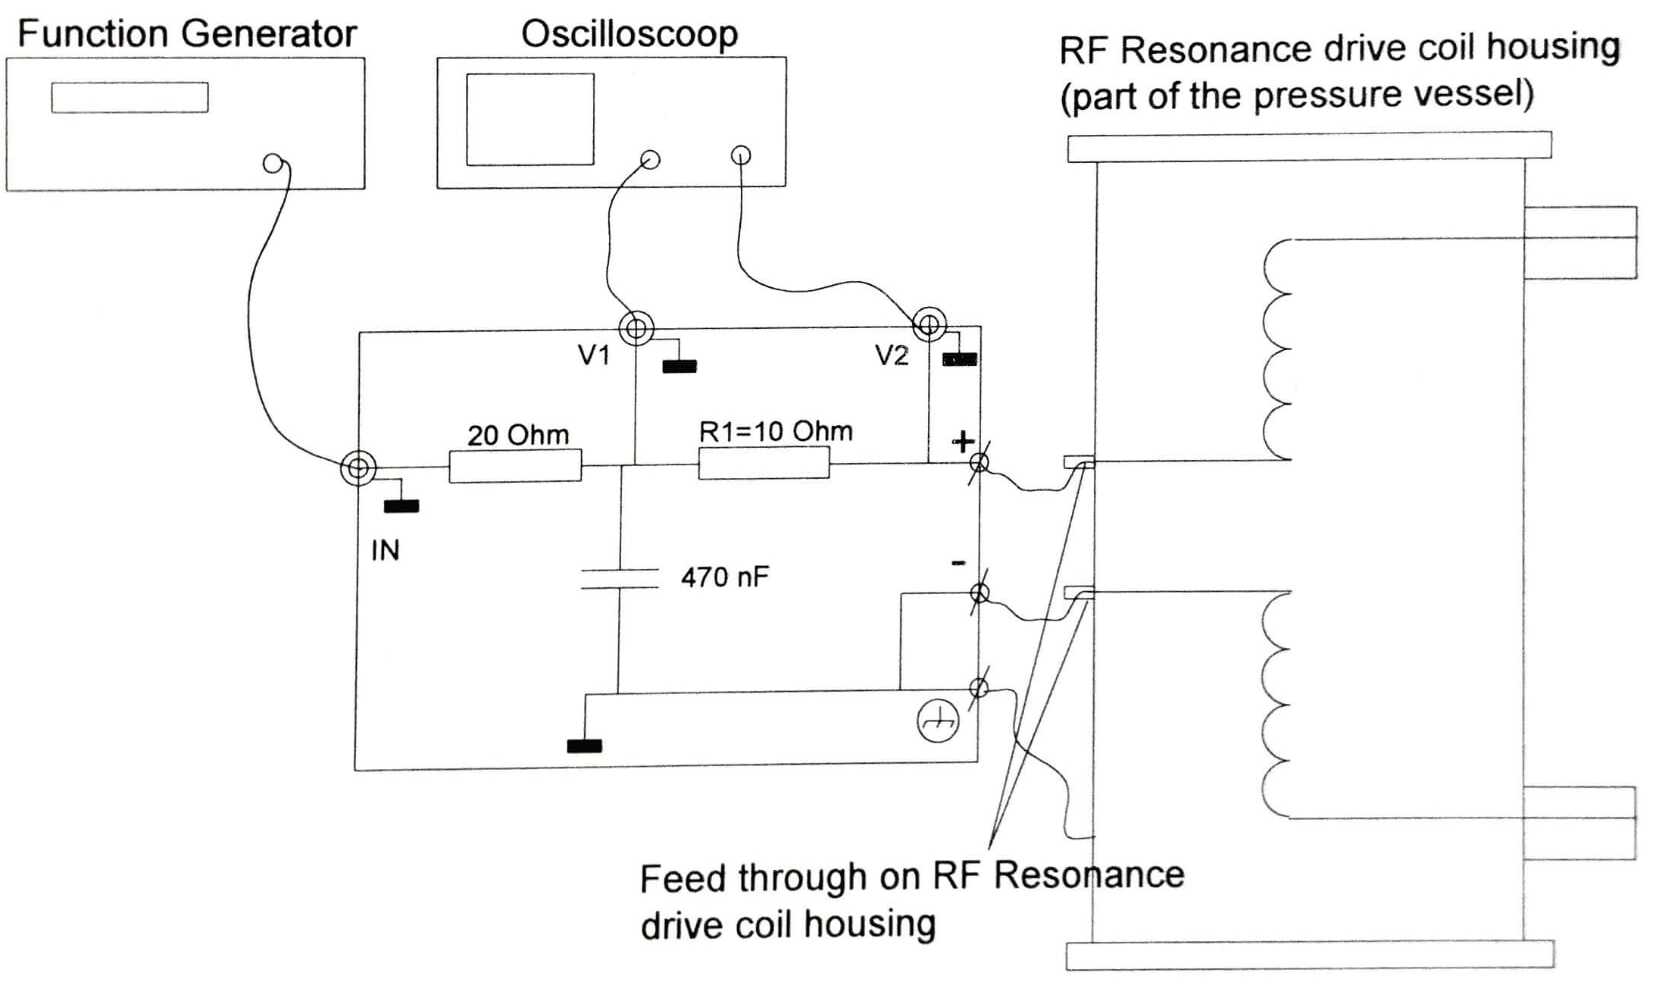 Function Generator
Oscilloscoop
RF Resonance drive coil housing
(part of the pressure vessel)
V1
V2
20 Ohm
R1=10 Ohm
+
IN
-
470 nF
Feed through on RF Resonance
drive coil housing